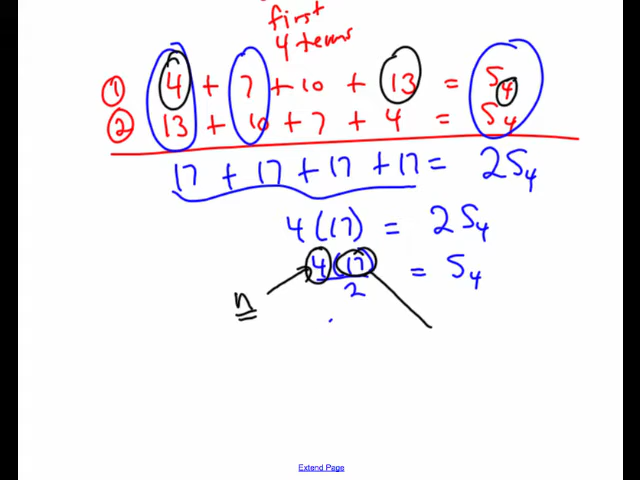 first
4 terms
① 4 + 7 + 10 + 13 = S₄
② 13 + 10 + 7 + 4 = S₄
17 + 17 + 17 + 17 = 2S₄
4(17) = 2S₄
4(17)/2 = S₄
n
Extend Page